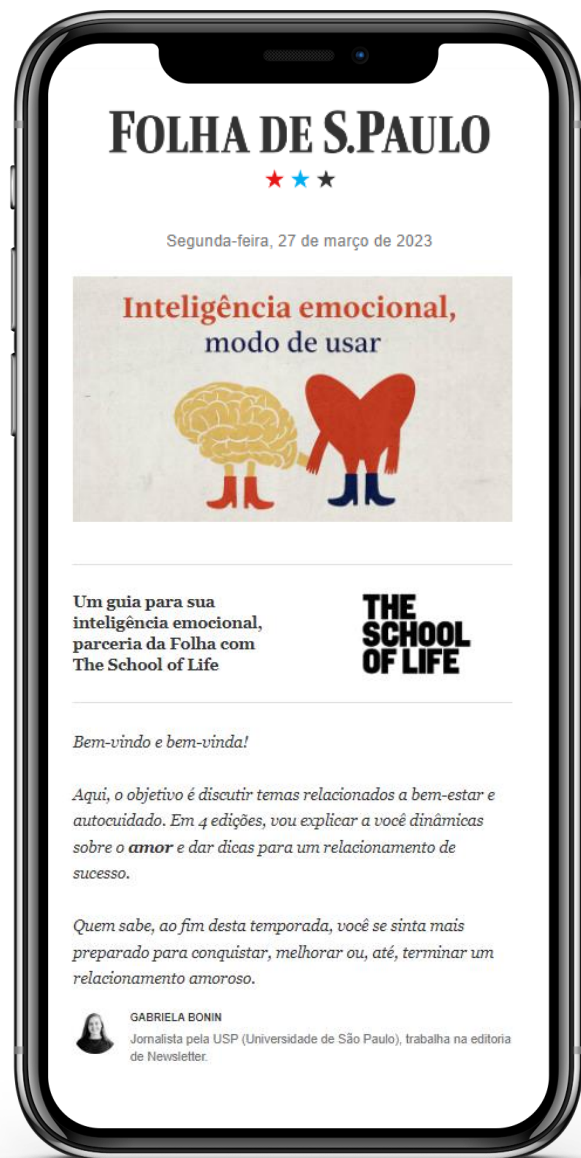 FOLHA DE S.PAULO
Segunda-feira, 27 de março de 2023
Inteligência emocional,
modo de usar
Um guia para sua
inteligência emocional,
parceria da Folha com
The School of Life
THE
SCHOOL
OF LIFE
Bem-vindo e bem-vinda!
Aqui, o objetivo é discutir temas relacionados a bem-estar e
autocuidado. Em 4 edições, vou explicar a você dinâmicas
sobre o amor e dar dicas para um relacionamento de
sucesso.
Quem sabe, ao fim desta temporada, você se sinta mais
preparado para conquistar, melhorar ou, até, terminar um
relacionamento amoroso.
GABRIELA BONIN
Jornalista pela USP (Universidade de São Paulo), trabalha na editoria
de Newsletter.